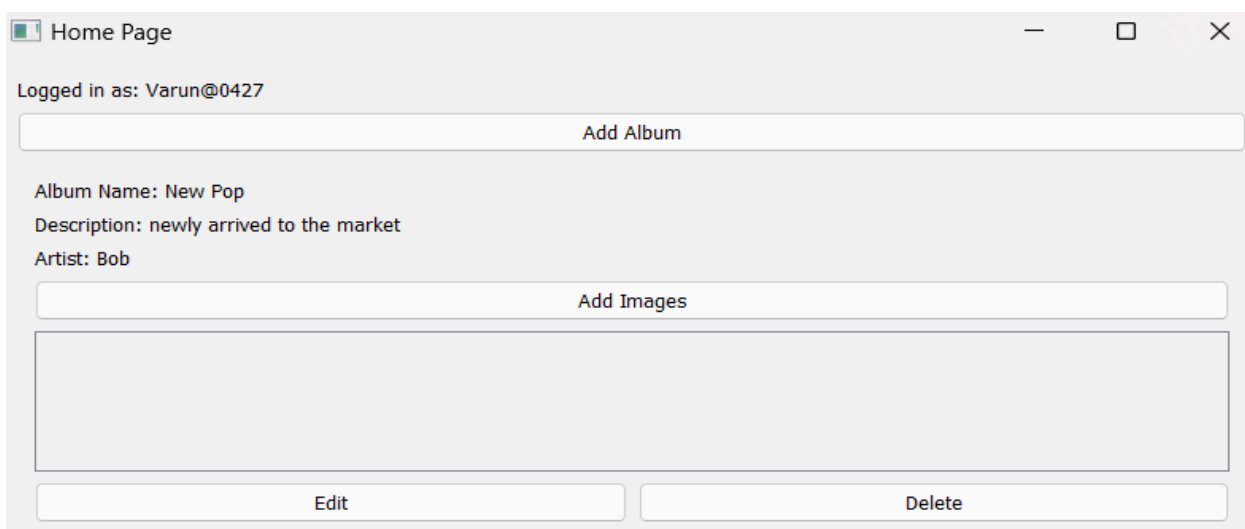 Home Page
Logged in as: Varun@0427
Add Album
Album Name: New Pop
Description: newly arrived to the market
Artist: Bob
Add Images
Edit Delete